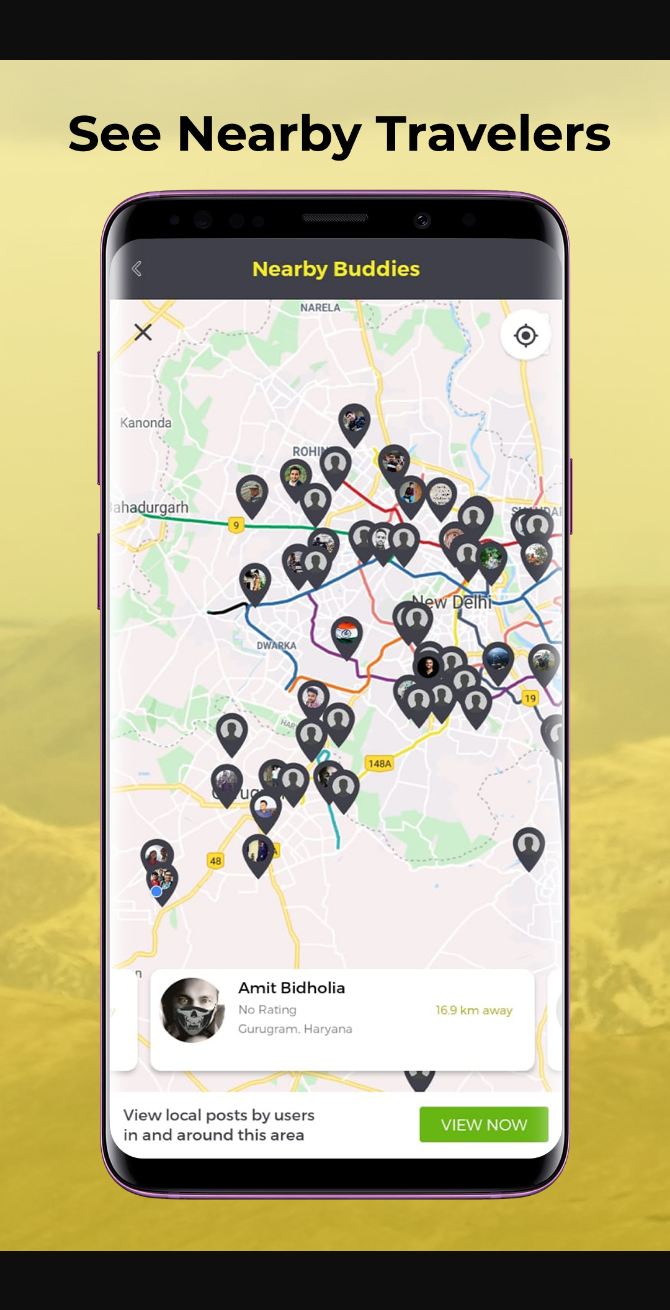 See Nearby Travelers
Nearby Buddies
NARELA
Kanonda
ROHIN
ahadurgarh
9
New Delhi
DWARKA
19
148A
48
Amit Bidholia
No Rating
16.9 km away
Gurugram, Haryana
View local posts by users
in and around this area
VIEW NOW